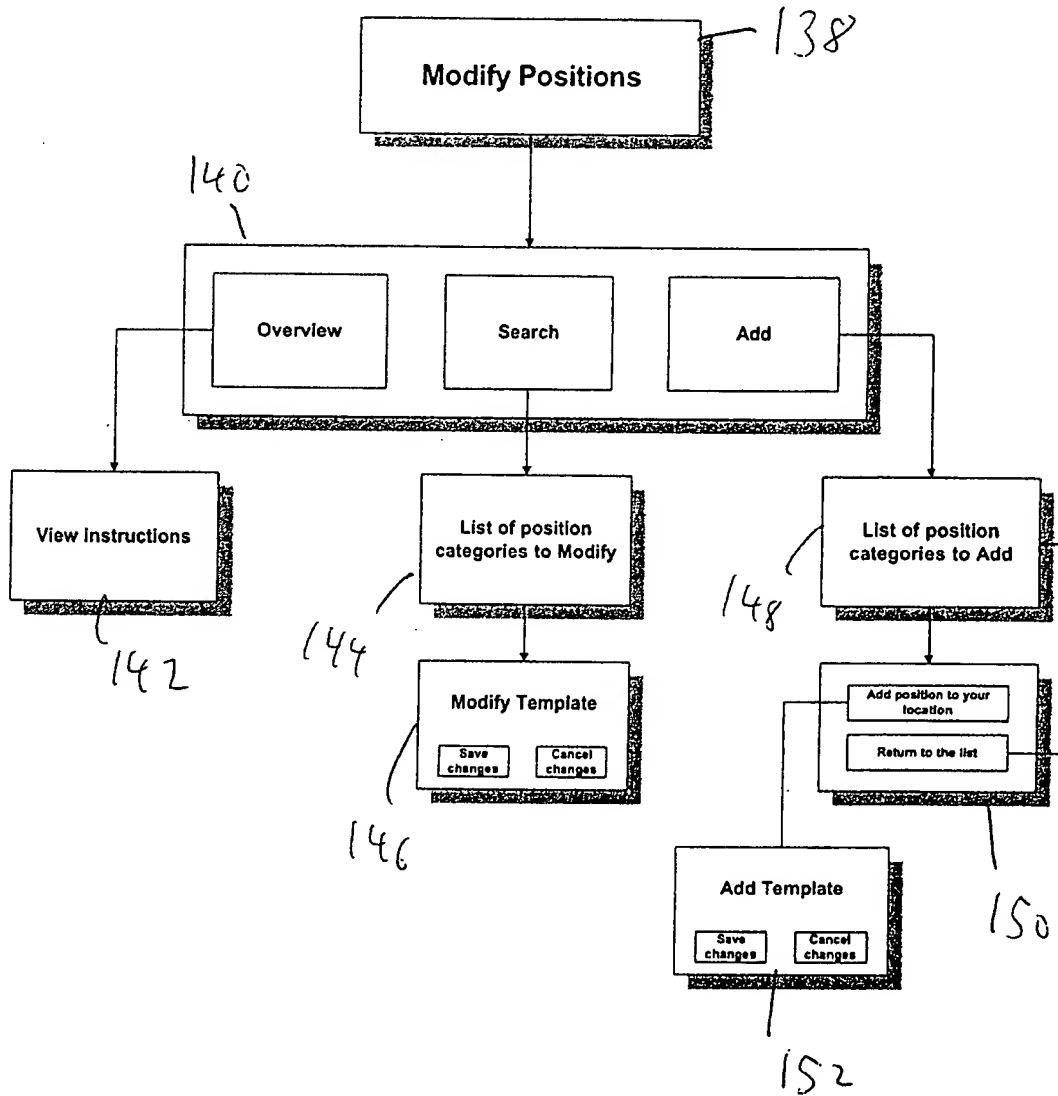 138
Modify Positions
140
Overview
Search
Add
View Instructions
List of position
categories to Modify
List of position
categories to Add
142
144
148
Modify Template
Save
changes
Cancel
changes
Add position to your
location
Return to the list
146
150
Add Template
Save
changes
Cancel
changes
152